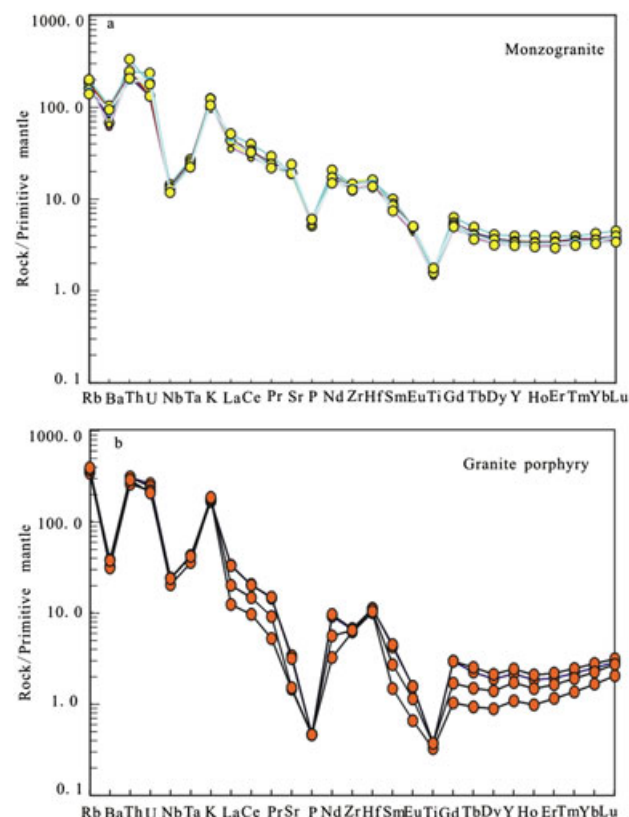 1000.0
a
Monzogranite
100.0
10.0
1.0
0.1
Rock/Primitive mantle
Rb Ba Th U Nb Ta K La Ce Pr Sr P Nd Zr Hf Sm Eu Ti Gd Tb Dy Y Ho Er Tm Yb Lu
1000.0
b
Granite porphyry
100.0
10.0
1.0
0.1
Rock/Primitive mantle
Rb Ba Th U Nb Ta K La Ce Pr Sr P Nd Zr Hf Sm Eu Ti Gd Tb Dy Y Ho Er Tm Yb Lu